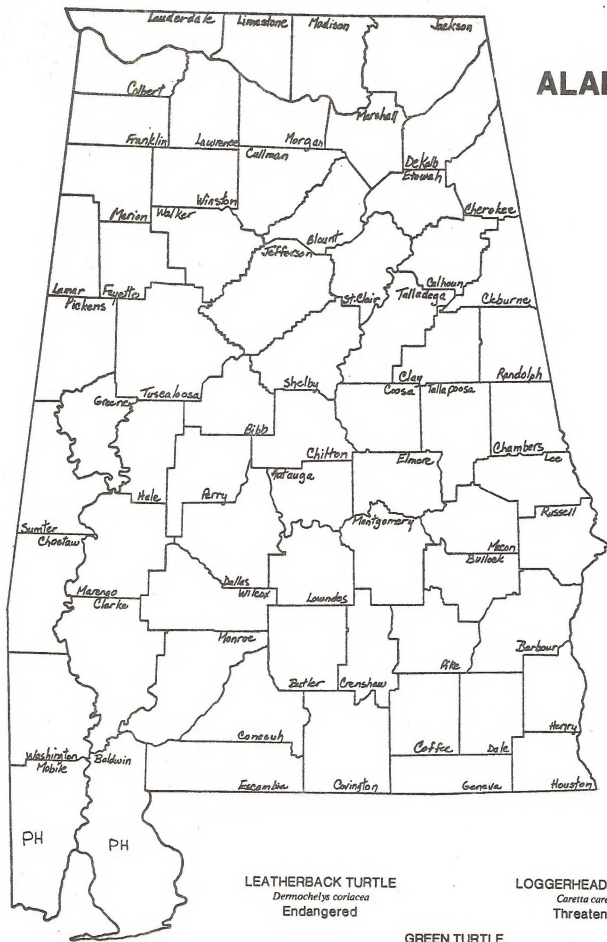 Lauderdale Limestone Madison Jackson
ALA
Colbert
Marshall
Franklin Lawrence Morgan
Cullman DeKalb
Etowah
Winston
Marion Walker Cherokee
Blount
Jefferson
Calhoun
Lamar Fayette St. Clair Talladega
Pickens Cleburne
Clay Randolph
Greene Tuscaloosa Shelby Coosa Tallapoosa
Bibb
Chilton Elmore Chambers
Autauga Lee
Hale Perry
Russell
Sumter Montgomery
Choctaw Macon
Bullock
Marengo Dallas
Clarke Wilcox Lowndes
Monroe Barbour
Pike
Butler Crenshaw
Conecuh Henry
Washington Baldwin Coffee Dale
Mobile
Escambia Covington Geneva Houston
PH PH
LEATHERBACK TURTLE LOGGERHEAD
Dermochelys coriacea Caretta care
Endangered Threaten
GREEN TURTLE